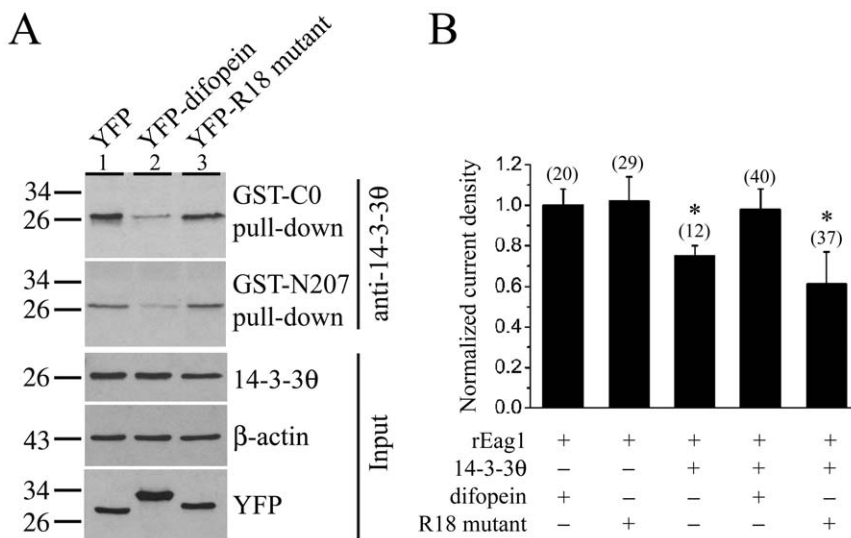 A
YFP
YFP-difopein
YFP-R18 mutant
1 2 3
34
26
GST-C0
pull-down
34
26
GST-N207
pull-down
anti-14-3-3θ
26
14-3-3θ
43
β-actin
34
26
YFP
Input
B
Normalized current density
1.2
1.0
0.8
0.6
0.4
0.2
0.0
(20)
(29)
*
(12)
(40)
*
(37)
rEag1 + + + + +
14-3-3θ – – + + +
difopein + – – + –
R18 mutant – + – – +